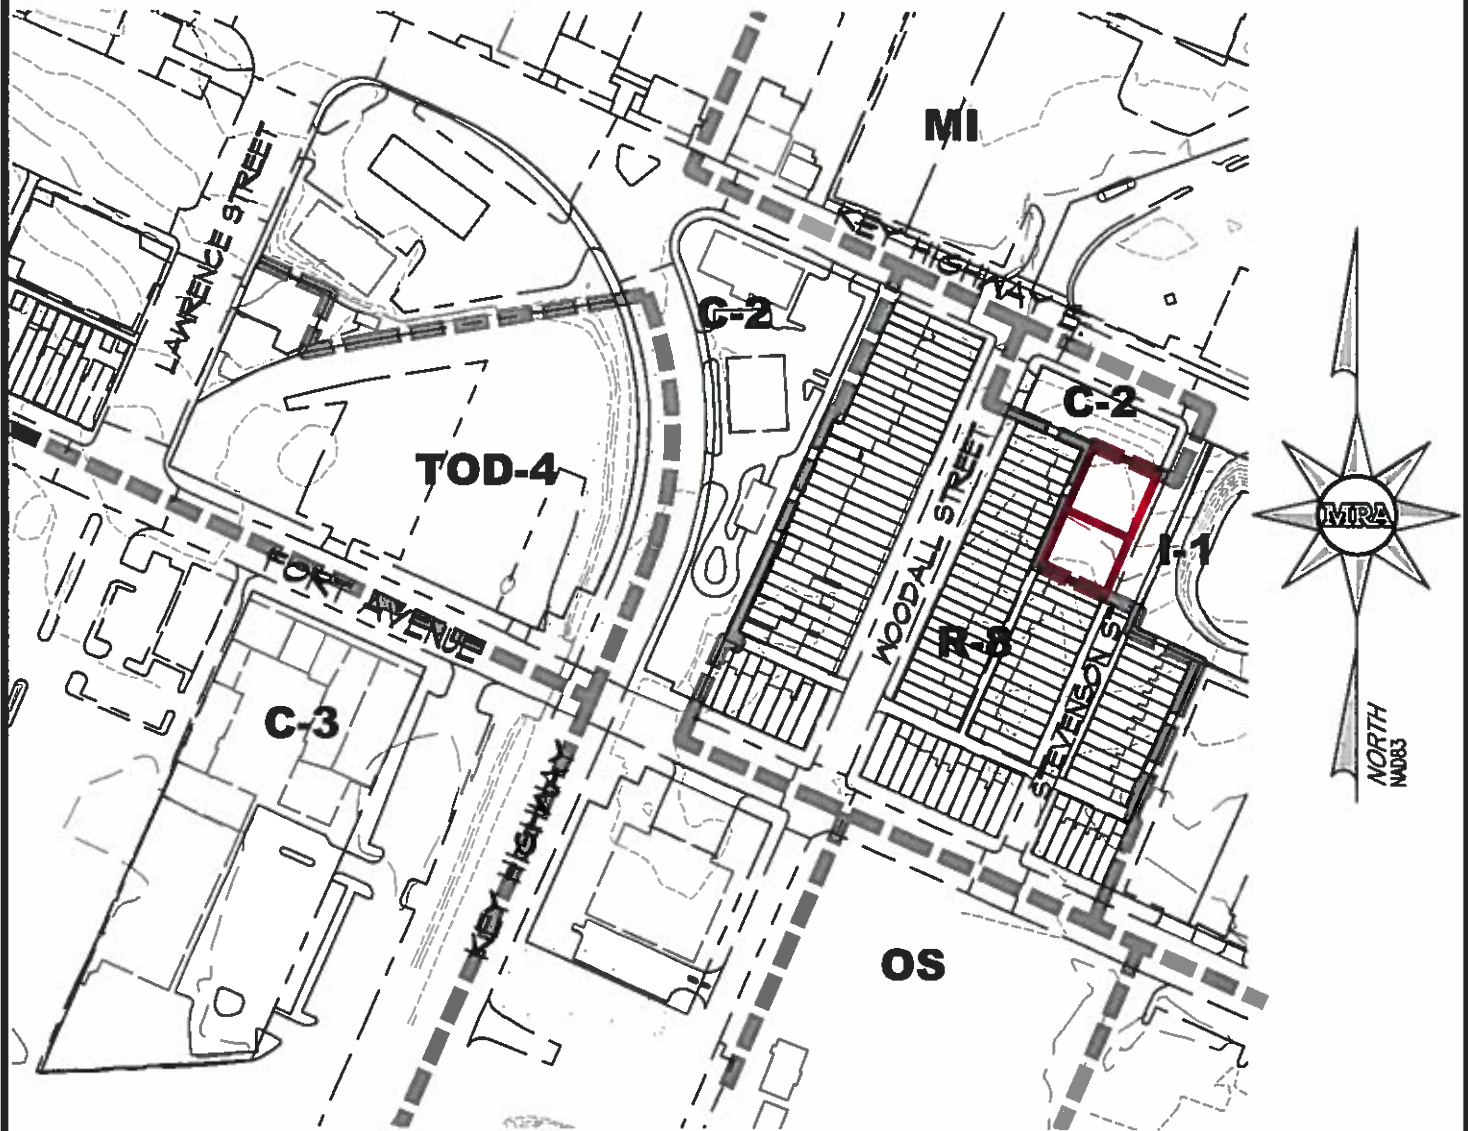 MI
LAWRENCE STREET
KEY HIGHWAY
C-2
C-2
TOD-4
WOODALL STREET
MRA
I-1
FORT AVENUE
R-8
STEVENSON ST
C-3
KEY HIGHWAY
NORTH
NAD83
OS